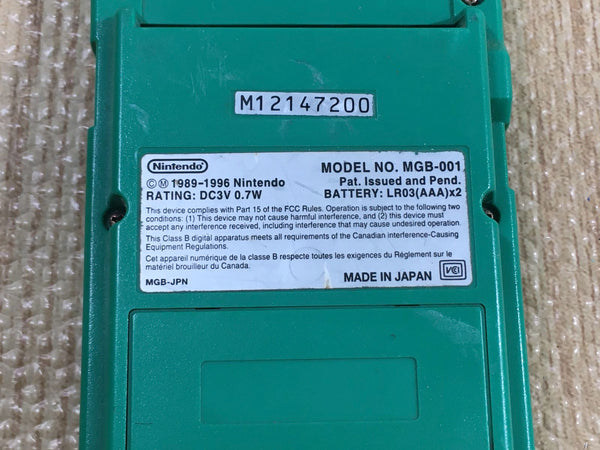 M12147200
Nintendo
©Ⓜ 1989-1996 Nintendo
MODEL NO. MGB-001
Pat. Issued and Pend.
RATING: DC3V 0.7W
BATTERY: LR03(AAA)x2
This device complies with Part 15 of the FCC Rules. Operation is subject to the following two
conditions: (1) This device may not cause harmful interference, and (2) this device must
accept any interference received, including interference that may cause undesired operation
This Class B digital apparatus meets all requirements of the Canadian interference-Causing
Equipment Regulations.
Cet appareil numérique de la classe B respecte toutes les exigences du Réglement sur le
matériel brouilleur du Canada.
MGB-JPN
MADE IN JAPAN
VCI